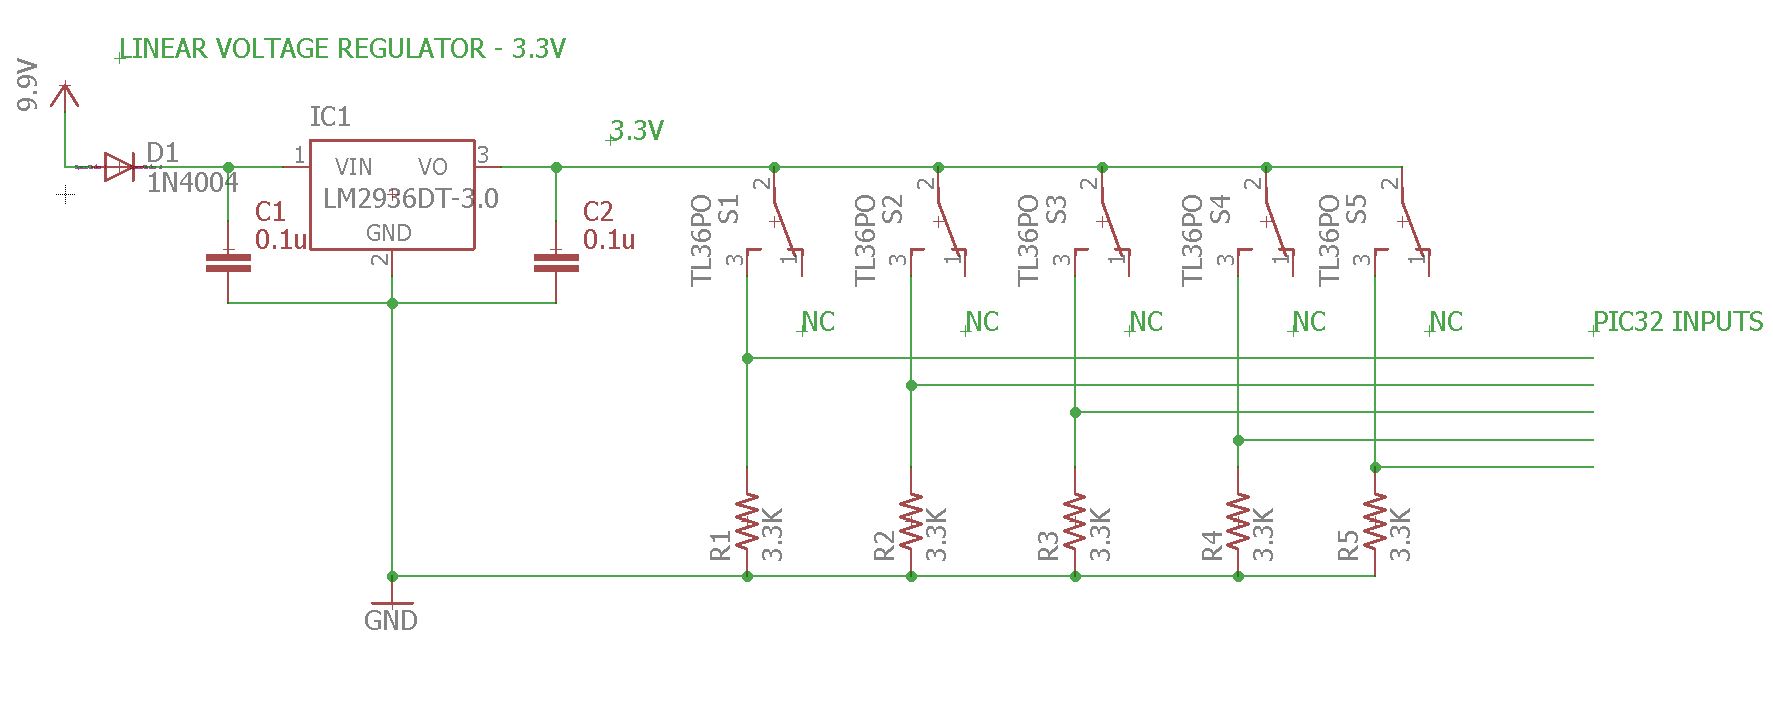 LINEAR VOLTAGE REGULATOR - 3.3V
9.9V
IC1
3.3V
D1
1N4004
1
VIN
VO
3
LM2936DT-3.0
GND
2
C1
0.1u
C2
0.1u
TL36PO
S1
2
3
1
TL36PO
S2
2
3
1
TL36PO
S3
2
3
1
TL36PO
S4
2
3
1
TL36PO
S5
2
3
1
NC
NC
NC
NC
NC
PIC32 INPUTS
R1
3.3K
R2
3.3K
R3
3.3K
R4
3.3K
R5
3.3K
GND